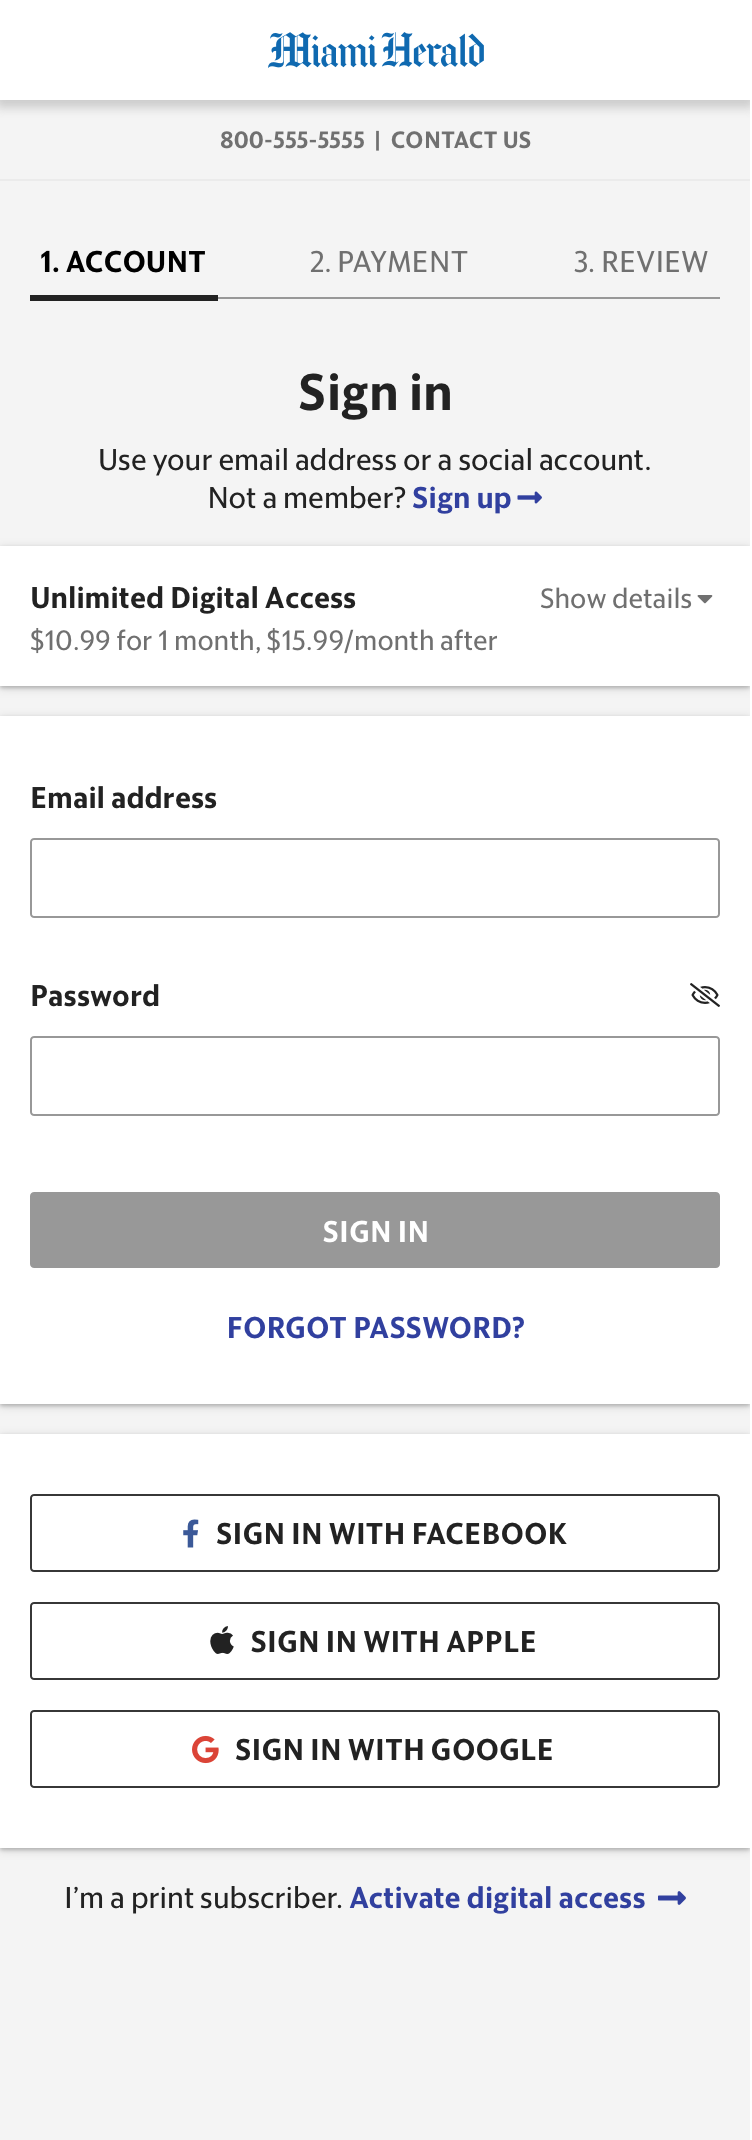 Miami Herald
800-555-5555 | CONTACT US
1. ACCOUNT 2. PAYMENT 3. REVIEW
Sign in
Use your email address or a social account.
Not a member? Sign up →
Unlimited Digital Access Show details
$10.99 for 1 month, $15.99/month after
Email address
Password
SIGN IN
FORGOT PASSWORD?
SIGN IN WITH FACEBOOK
SIGN IN WITH APPLE
SIGN IN WITH GOOGLE
I’m a print subscriber. Activate digital access →